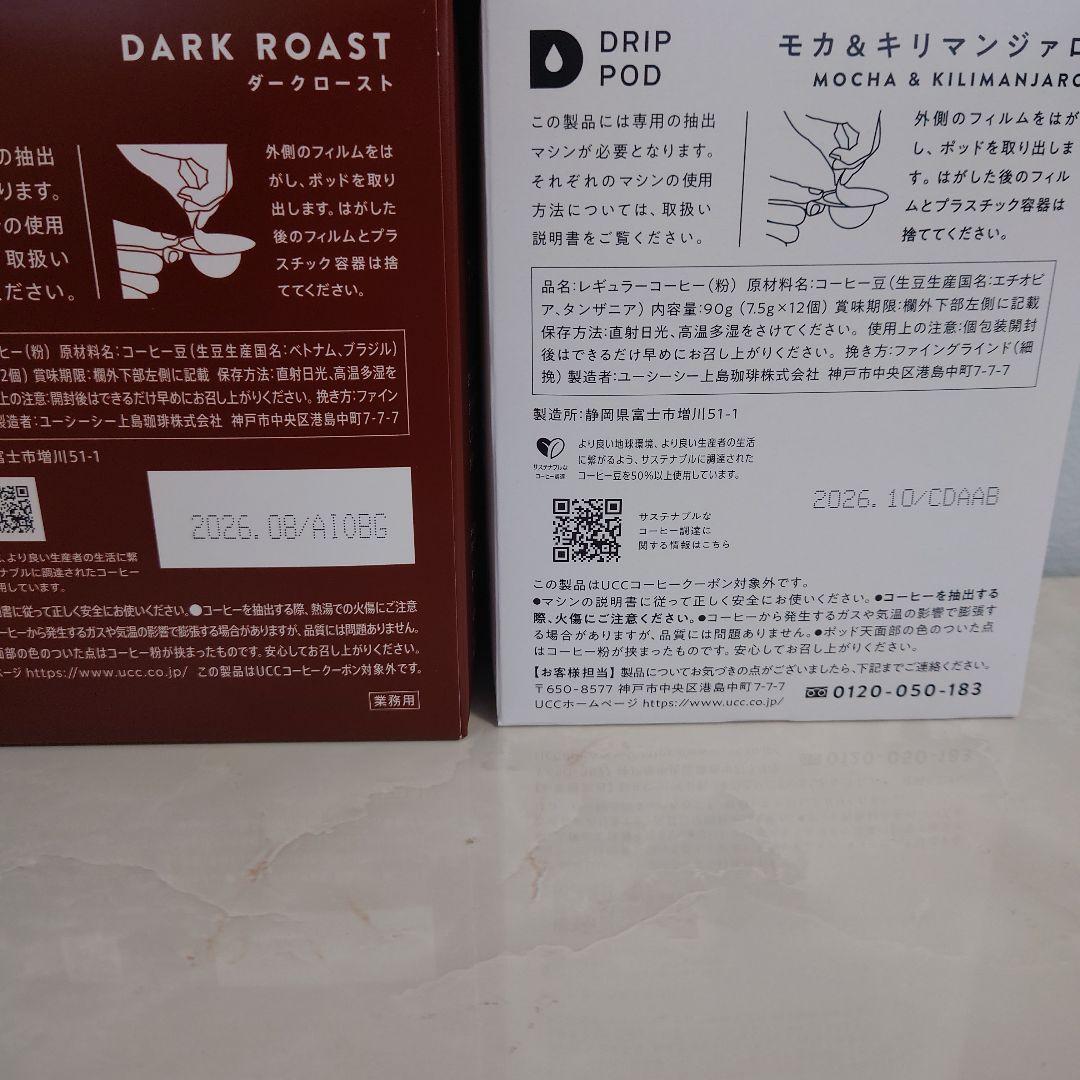 DARK ROAST
ダークロースト
の抽出
ります。
の使用
取扱い
ださい。
外側のフィルムをは
がし、ポッドを取り
出します。はがした
後のフィルムとプラ
スチック容器は捨
ててください。
ヒー(粉) 原材料名:コーヒー豆(生豆生産国名:ベトナム、ブラジル)
2個) 賞味期限:欄外下部左側に記載 保存方法:直射日光、高温多湿を
上の注意:開封後はできるだけ早めにお召し上がりください。挽き方:ファイン
製造者:ユーシーシー上島珈琲株式会社 神戸市中央区港島中町7-7-7
富士市増川51-1
2026.08/AI0BG
、より良い生産者の生活に繋
ナブルに調達されたコーヒー
用しています。
書に従って正しく安全にお使いください。●コーヒーを抽出する際、熱湯での火傷にご注意
ーヒーから発生するガスや気温の影響で膨張する場合がありますが、品質には問題ありません。
面部の色のついた点はコーヒー粉が挟まったものです。安心してお召し上がりください。
ページ https://www.ucc.co.jp/ この製品はUCCコーヒークーポン対象外です。
業務用
DRIP
POD
モカ&キリマンジァロ
MOCHA & KILIMANJARO
この製品には専用の抽出
マシンが必要となります。
それぞれのマシンの使用
方法については、取扱い
説明書をご覧ください。
外側のフィルムをはが
し、ポッドを取り出しま
す。はがした後のフィル
ムとプラスチック容器は
捨ててください。
品名:レギュラーコーヒー(粉) 原材料名:コーヒー豆(生豆生産国名:エチオピ
ア、タンザニア) 内容量:90g (7.5g×12個) 賞味期限:欄外下部左側に記載
保存方法:直射日光、高温多湿をさけてください。 使用上の注意:個包装開封
後はできるだけ早めにお召し上がりください。 挽き方:ファイングラインド(細
挽) 製造者:ユーシーシー上島珈琲株式会社 神戸市中央区港島中町7-7-7
製造所:静岡県富士市増川51-1
サステナブルな
コーヒー調達
より良い地球環境、より良い生産者の生活
に繋がるよう、サステナブルに調達された
コーヒー豆を50%以上使用しています。
サステナブルな
コーヒー調達に
関する情報はこちら
2026.10/CDAAB
この製品はUCCコーヒークーポン対象外です。
●マシンの説明書に従って正しく安全にお使いください。●コーヒーを抽出する
際、火傷にご注意ください。●コーヒーから発生するガスや気温の影響で膨張す
る場合がありますが、品質には問題ありません。●ポッド天面部の色のついた点
はコーヒー粉が挟まったものです。安心してお召し上がりください。
【お客様担当】製品についてお気づきの点がございましたら、下記までご連絡ください。
〒650-8577 神戸市中央区港島中町7-7-7
0120-050-183
UCCホームページ https://www.ucc.co.jp/